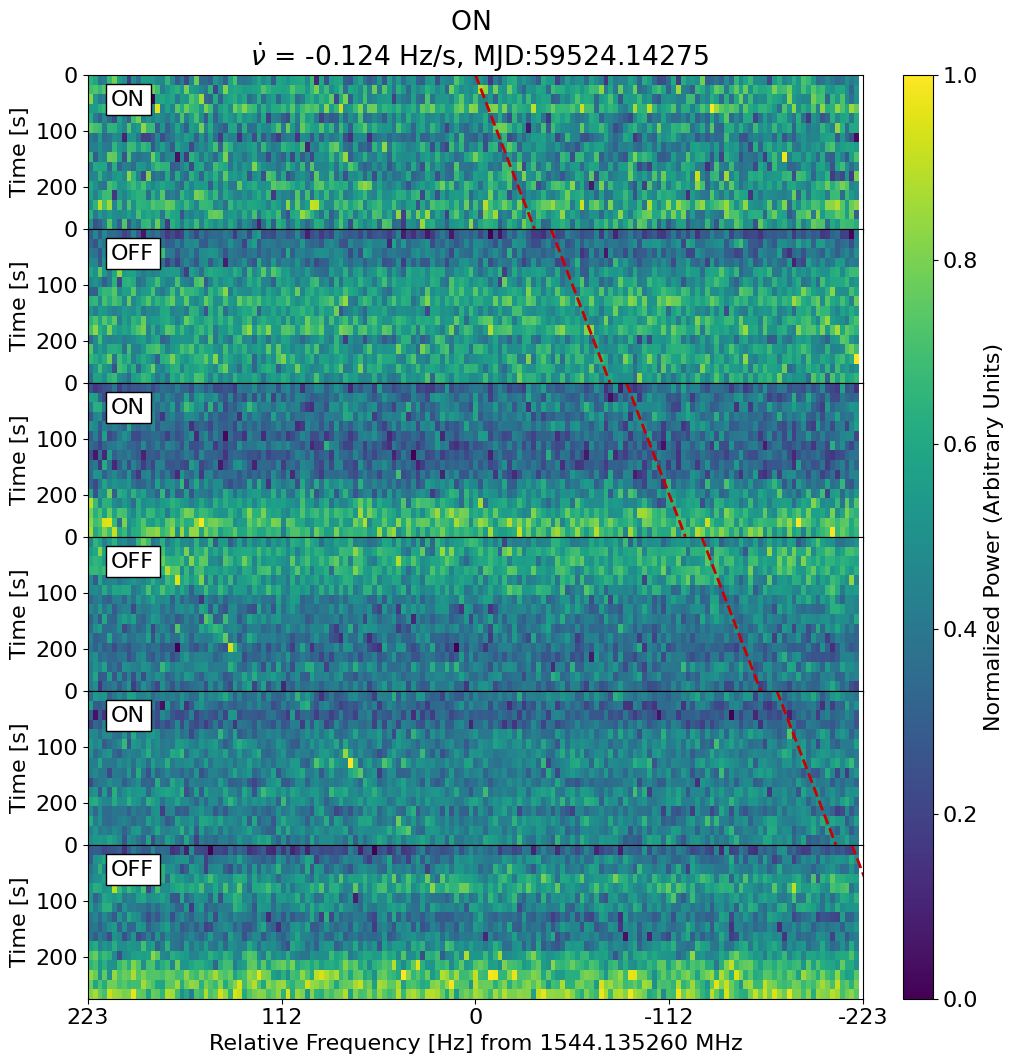 ON
ν̇ = -0.124 Hz/s, MJD:59524.14275
0
100
200
Time [s]
ON
0
100
200
Time [s]
OFF
0
100
200
Time [s]
ON
0
100
200
Time [s]
OFF
0
100
200
Time [s]
ON
0
100
200
Time [s]
OFF
223
112
0
-112
-223
Relative Frequency [Hz] from 1544.135260 MHz
1.0
0.8
0.6
0.4
0.2
0.0
Normalized Power (Arbitrary Units)